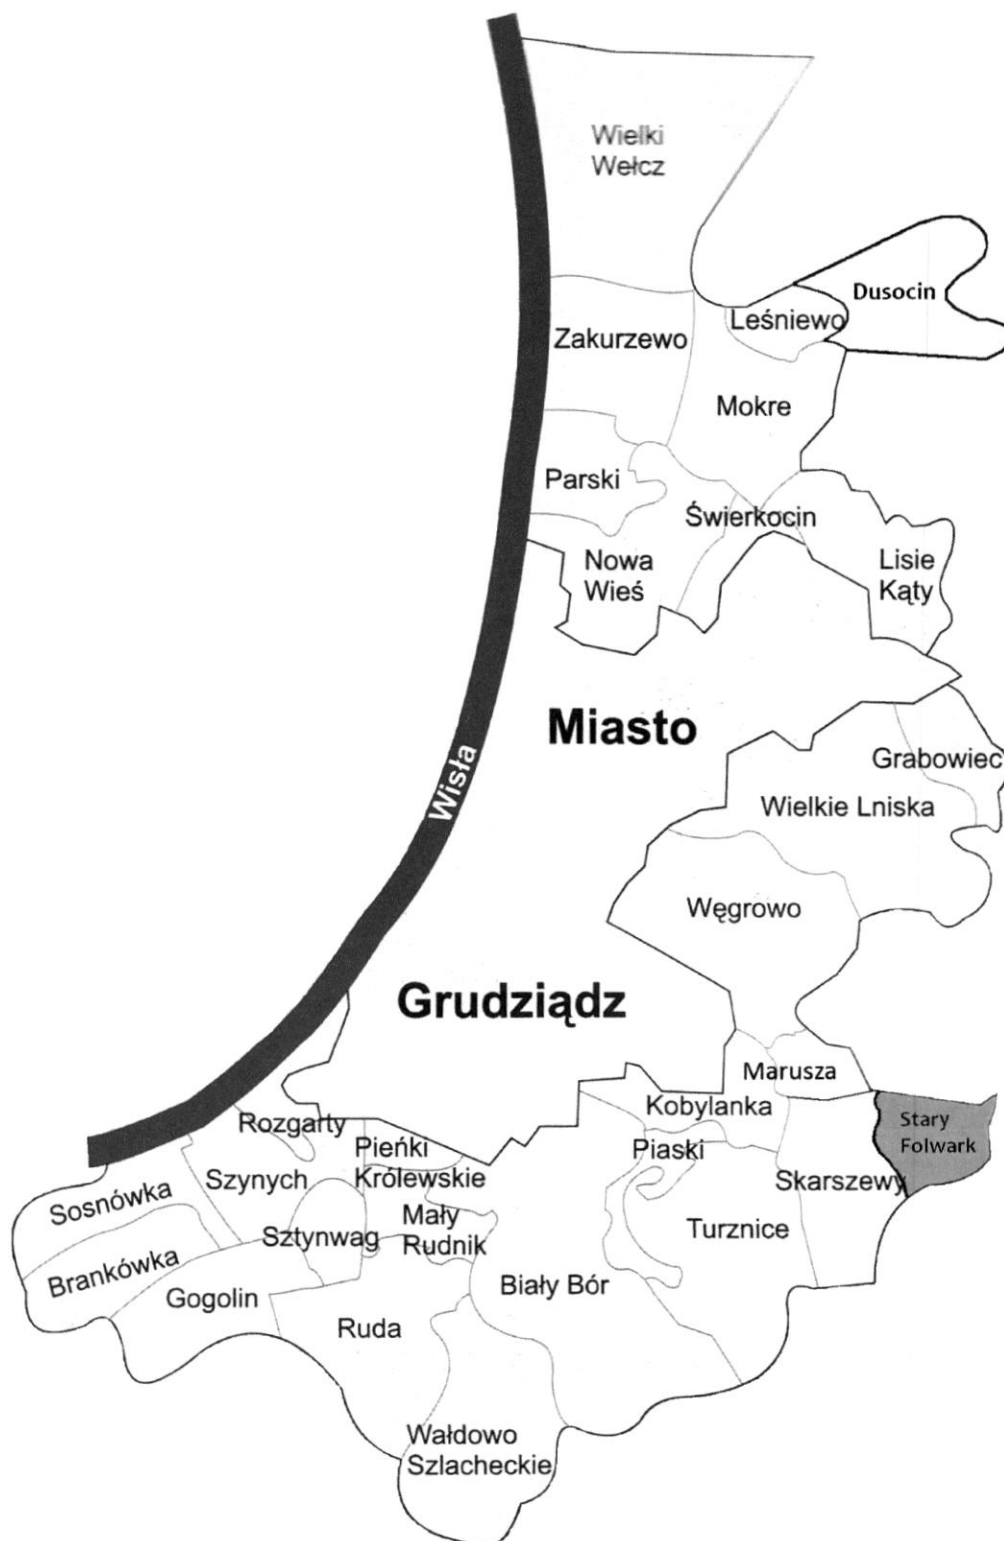 Wielki
Wełcz
Dusocin
Leśniewo
Zakurzewo
Mokre
Parski
Świerkocin
Nowa
Wieś
Lisie
Kąty
Miasto
Grabowiec
Wisła
Wielkie Lniska
Węgrowo
Grudziądz
Marusza
Kobylanka
Rozgarty
Stary
Folwark
Pieńki
Królewskie
Piaski
Szynych
Skarszewy
Sosnówka
Mały
Rudnik
Sztynwag
Turznice
Brankówka
Biały Bór
Gogolin
Ruda
Wałdowo
Szlacheckie